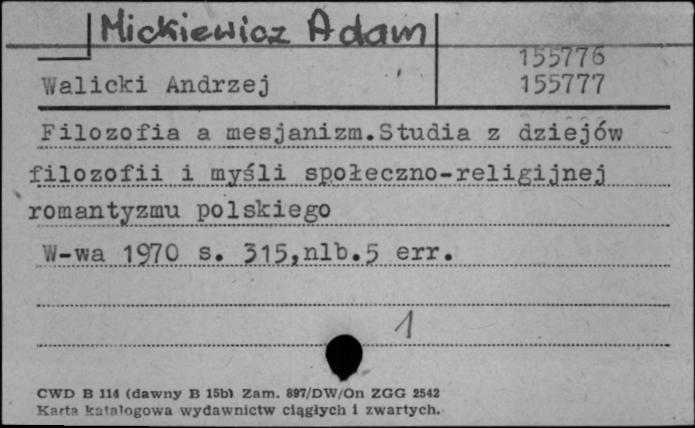 Mickiewicz Adam
155776
Walicki Andrzej 155777
Filozofia a mesjanizm.Studia z dziejów
filozofii i myśli społeczno-religijnej
romantyzmu polskiego
W-wa 1970 s. 315,nlb.5 err.
1
CWD B 114 (dawny B 15b) Zam. 897/DW/On ZGG 2542
Karta katalogowa wydawnictw ciągłych i zwartych.